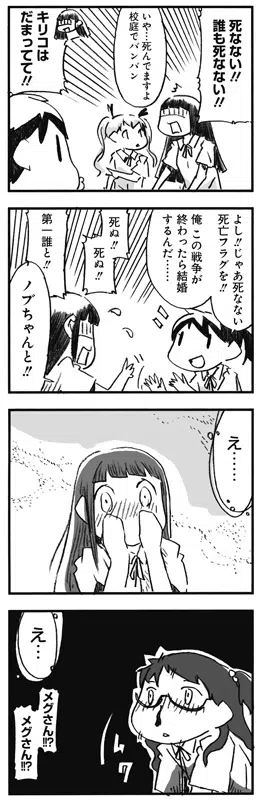 死なない!!
誰も死なない!!
いや…死んでますよ
校庭でバンバン
キリコは
だまってて!!
よし!!じゃあ死なない
死亡フラグを!!
俺 この戦争が
終わったら結婚
するんだ……
死ぬ!!
死ぬ!!
第一誰と!!
ノブちゃんと!!
え……
え…
メグさん!!?
メグさん!!?